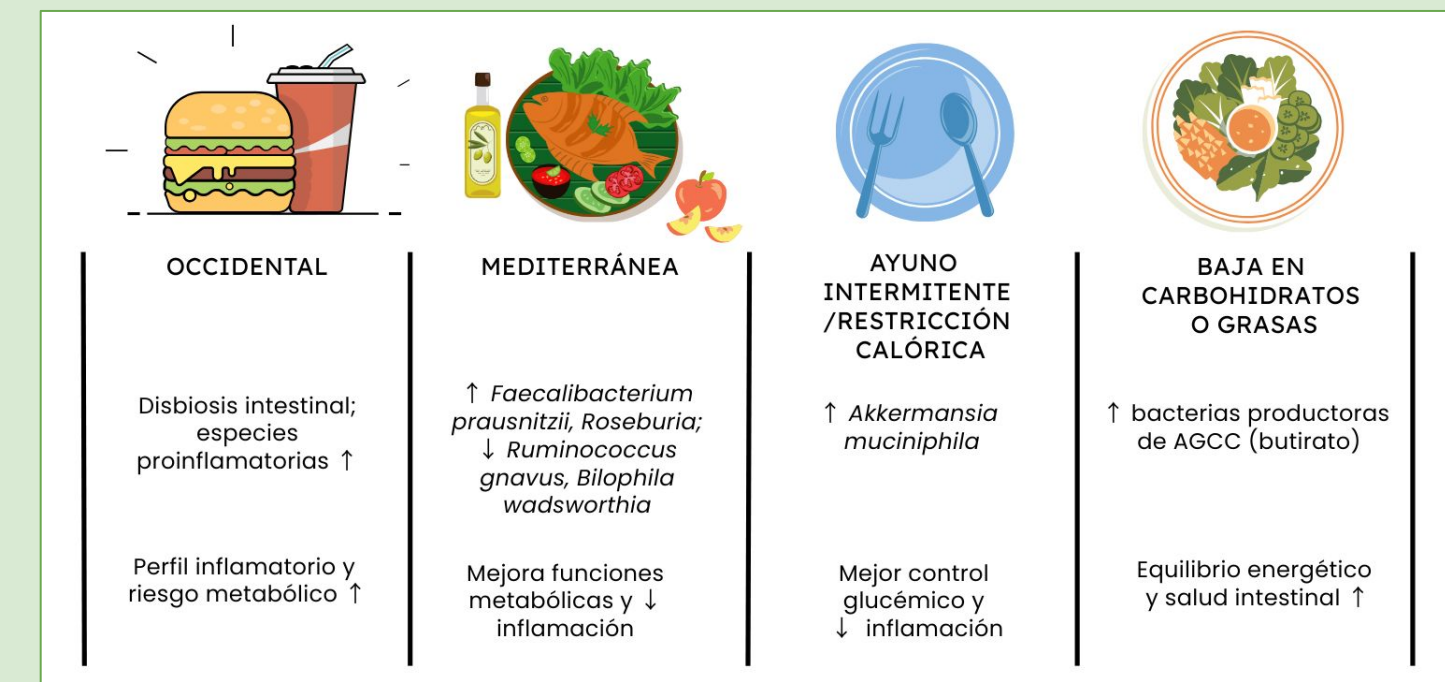 OCCIDENTAL
Disbiosis intestinal;
especies
proinflamatorias ↑
Perfil inflamatorio y
riesgo metabólico ↑
MEDITERRÁNEA
↑ Faecalibacterium
prausnitzii, Roseburia;
↓ Ruminococcus
gnavus, Bilophila
wadsworthia
Mejora funciones
metabólicas y ↓
inflamación
AYUNO
INTERMITENTE
/RESTRICCIÓN
CALÓRICA
↑ Akkermansia
muciniphila
Mejor control
glucémico y
↓ inflamación
BAJA EN
CARBOHIDRATOS
O GRASAS
↑ bacterias productoras
de AGCC (butirato)
Equilibrio energético
y salud intestinal ↑